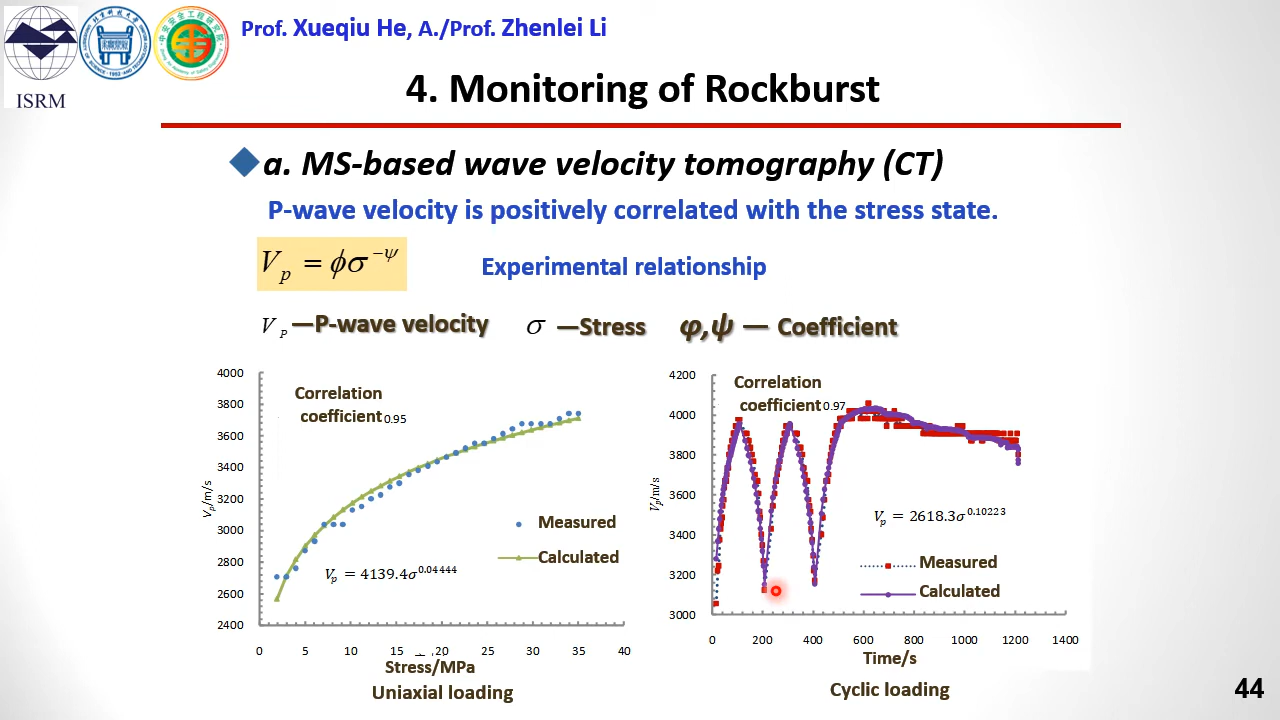 Prof. Xueqiu He, A./Prof. Zhenlei Li
ISRM
4. Monitoring of Rockburst
a. MS-based wave velocity tomography (CT)
P-wave velocity is positively correlated with the stress state.
V_p = ϕσ^{-ψ}
Experimental relationship
V_P —P-wave velocity
σ —Stress
φ,ψ — Coefficient
4000
3800
3600
3400
3200
3000
2800
2600
2400
V_p/m/s
Correlation
coefficient 0.95
Measured
Calculated
V_p = 4139.4σ^{0.04444}
0 5 10 15 20 25 30 35 40
Stress/MPa
Uniaxial loading
4200
4000
3800
3600
3400
3200
3000
V_p/m/s
Correlation
coefficient 0.97
V_p = 2618.3σ^{0.10223}
Measured
Calculated
0 200 400 600 800 1000 1200 1400
Time/s
Cyclic loading
44